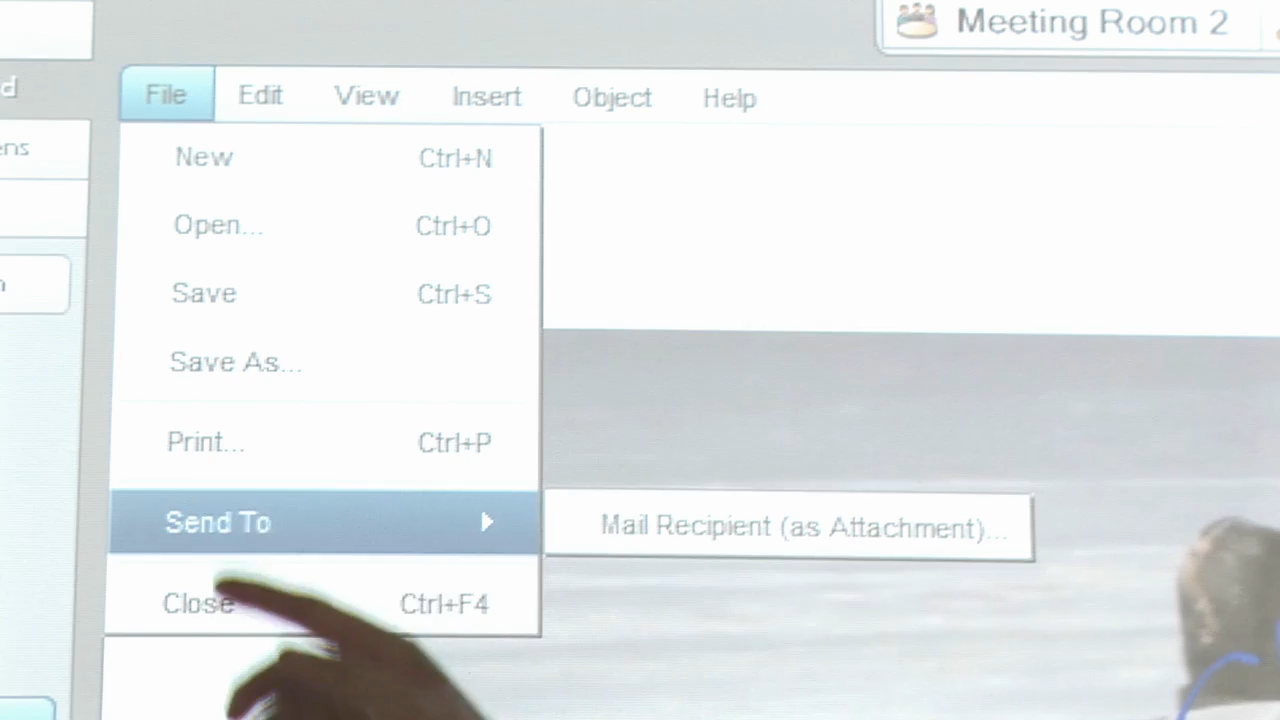 Meeting Room 2
d
File Edit View Insert Object Help
ens
New Ctrl+N
Open... Ctrl+O
Save Ctrl+S
Save As...
Print... Ctrl+P
Send To Mail Recipient (as Attachment)...
Close Ctrl+F4